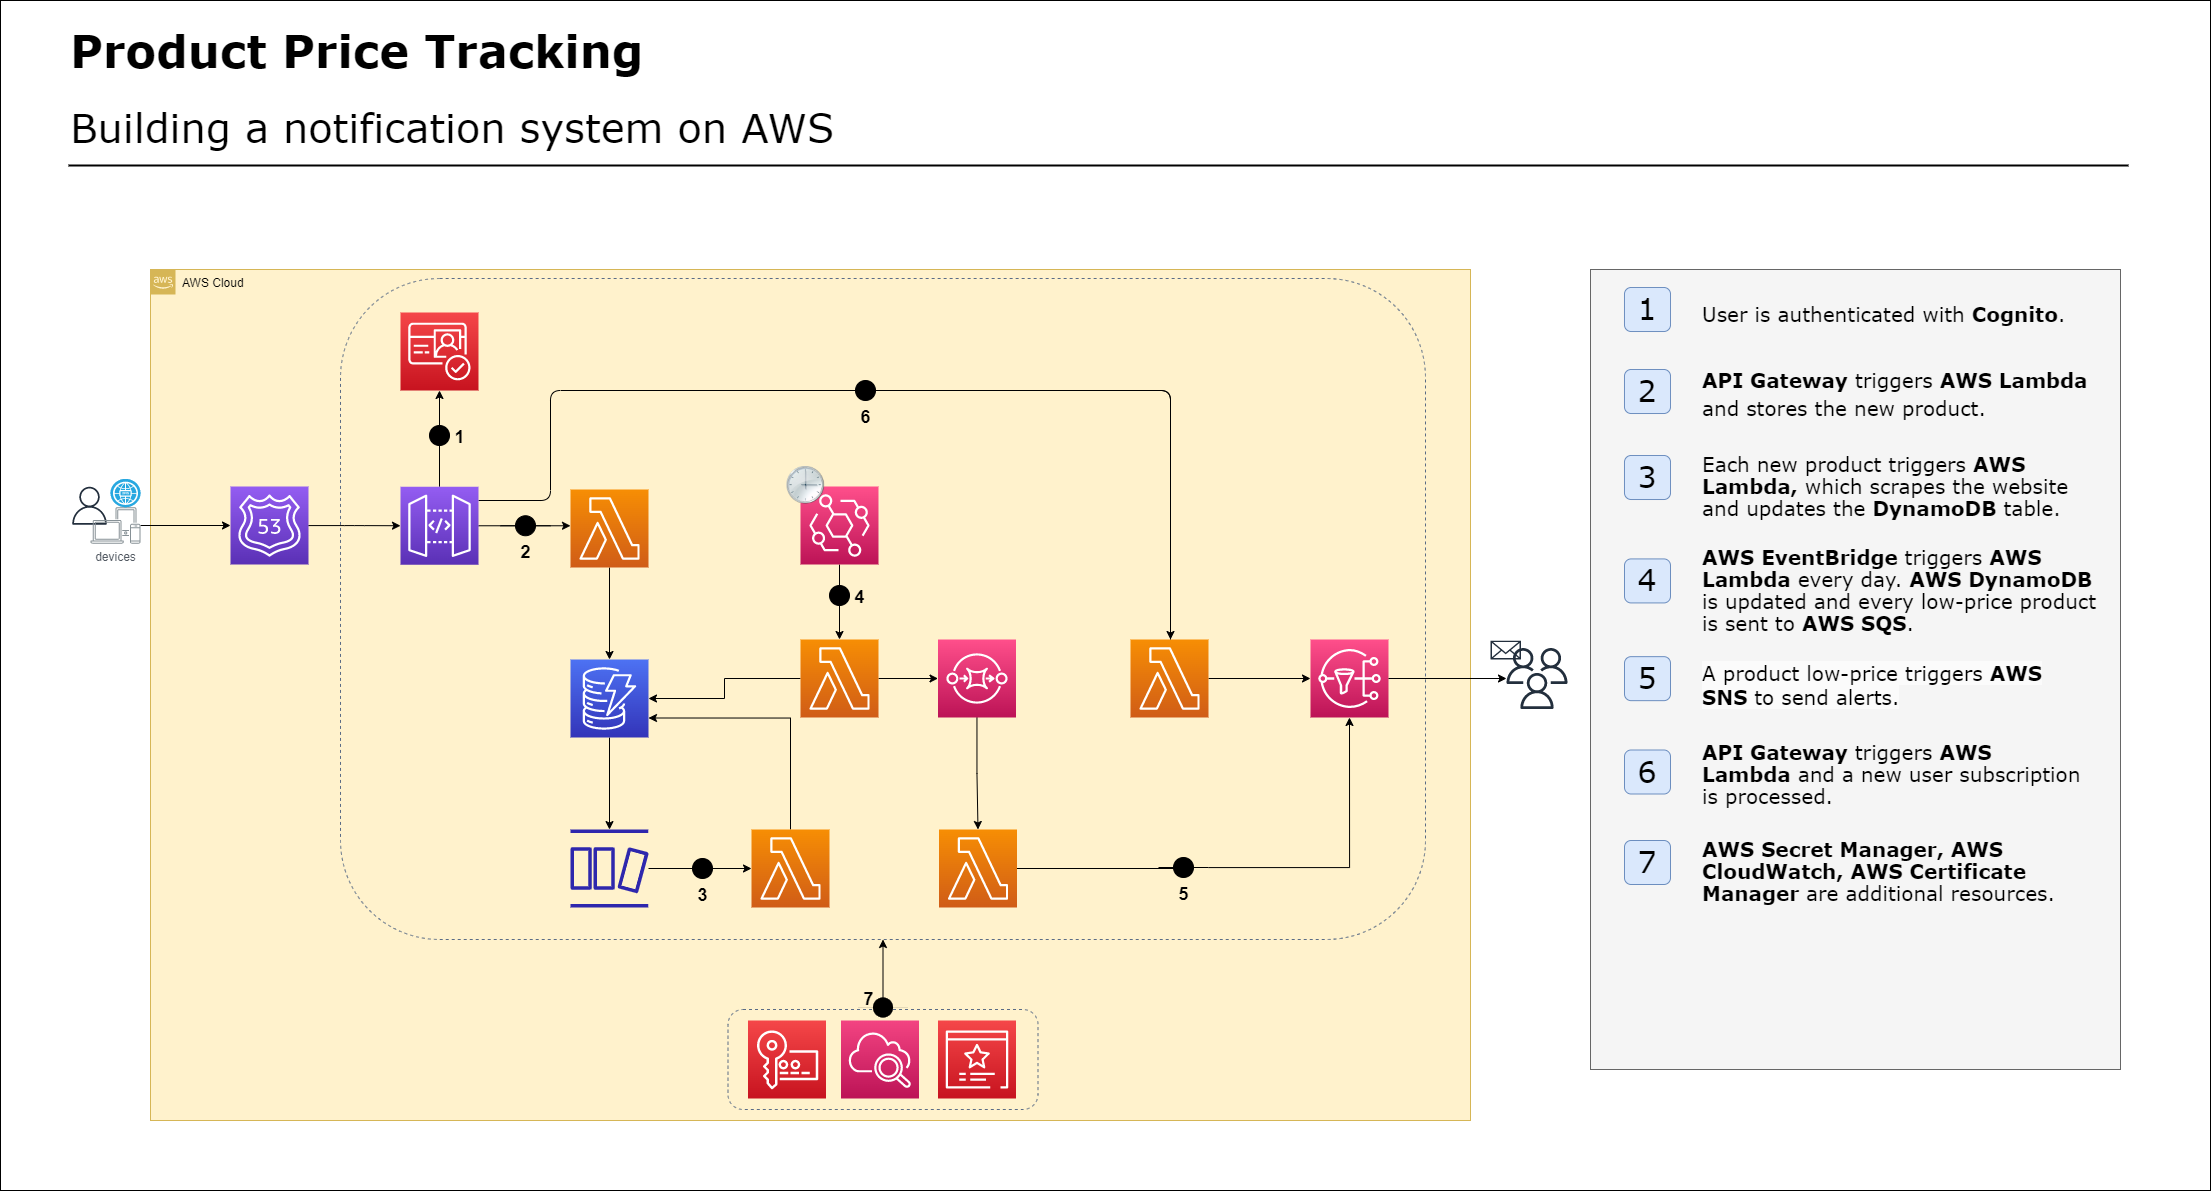 Product Price Tracking
Building a notification system on AWS
aws
AWS Cloud
1
6
53
</>
2
devices
4
3
5
7
1
User is authenticated with Cognito.
2
API Gateway triggers AWS Lambda
and stores the new product.
3
Each new product triggers AWS
Lambda, which scrapes the website
and updates the DynamoDB table.
4
AWS EventBridge triggers AWS
Lambda every day. AWS DynamoDB
is updated and every low-price product
is sent to AWS SQS.
5
A product low-price triggers AWS
SNS to send alerts.
6
API Gateway triggers AWS
Lambda and a new user subscription
is processed.
7
AWS Secret Manager, AWS
CloudWatch, AWS Certificate
Manager are additional resources.